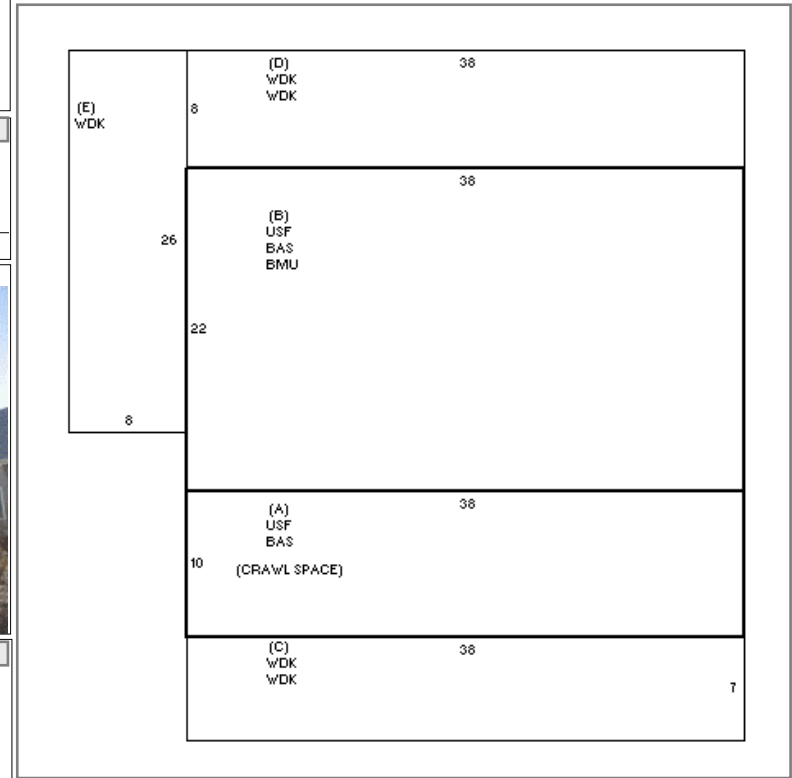 (D)
WDK
WDK
38
(E)
WDK
8
38
(B)
USF
BAS
BMU
26
22
8
(A)
USF
BAS
38
10
(CRAWL SPACE)
(C)
WDK
WDK
38
7